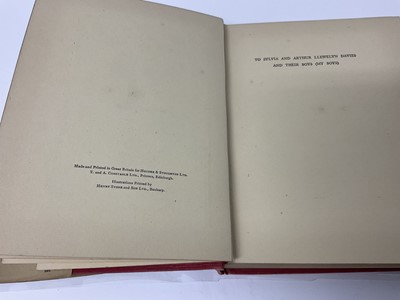 Made and Printed in Great Britain for Hodder & Stoughton Ltd.
T. and A. Constable Ltd., Printers, Edinburgh.
Illustrations Printed by
Henry Stone and Son Ltd., Banbury.
TO SYLVIA AND ARTHUR LLEWELYN DAVIES
AND THEIR BOYS (MY BOYS)